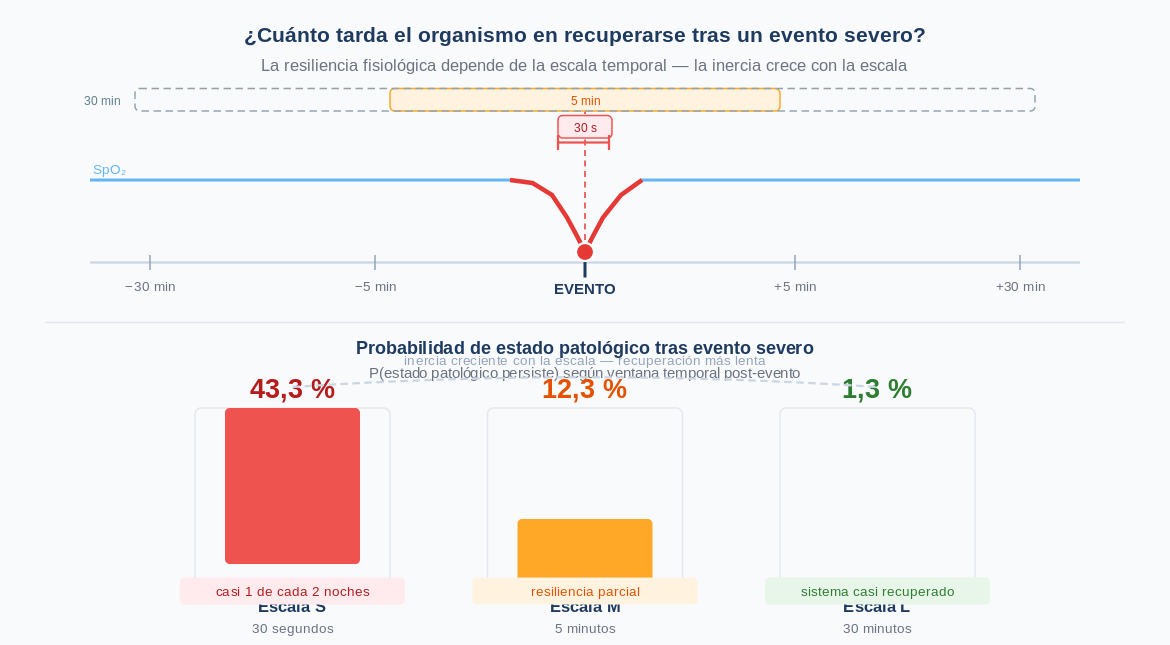 ¿Cuánto tarda el organismo en recuperarse tras un evento severo?
La resiliencia fisiológica depende de la escala temporal — la inercia crece con la escala
30 min
5 min
30 s
SpO₂
−30 min
−5 min
EVENTO
+5 min
+30 min
Probabilidad de estado patológico tras evento severo
inercia creciente con la escala — recuperación más lenta
P(estado patológico persiste) según ventana temporal post-evento
43,3 %
12,3 %
1,3 %
casi 1 de cada 2 noches
resiliencia parcial
sistema casi recuperado
Escala S
Escala M
Escala L
30 segundos
5 minutos
30 minutos